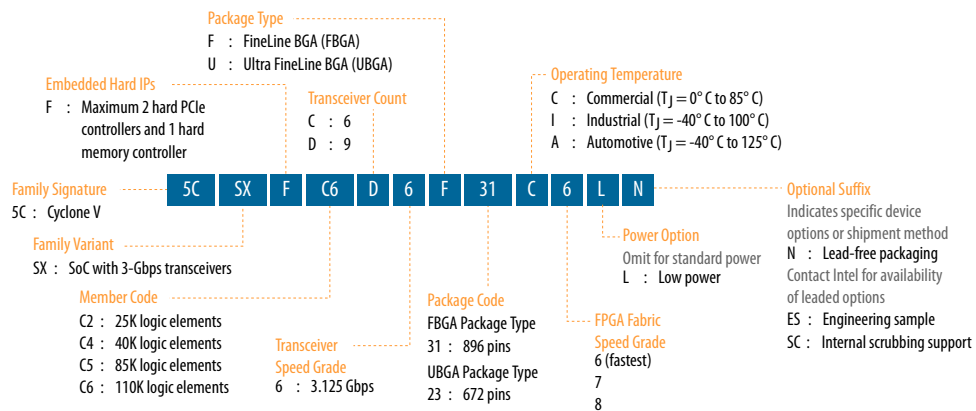 Package Type
F : FineLine BGA (FBGA)
U : Ultra FineLine BGA (UBGA)
Embedded Hard IPs
F : Maximum 2 hard PCIe
controllers and 1 hard
memory controller
Transceiver Count
C : 6
D : 9
Operating Temperature
C : Commercial (TJ = 0° C to 85° C)
I : Industrial (TJ = -40° C to 100° C)
A : Automotive (TJ = -40° C to 125° C)
Family Signature
5C : Cyclone V
5C SX F C6 D 6 F 31 C 6 L N
Family Variant
SX : SoC with 3-Gbps transceivers
Member Code
C2 : 25K logic elements
C4 : 40K logic elements
C5 : 85K logic elements
C6 : 110K logic elements
Transceiver
Speed Grade
6 : 3.125 Gbps
Package Code
FBGA Package Type
31 : 896 pins
UBGA Package Type
23 : 672 pins
FPGA Fabric
Speed Grade
6 (fastest)
7
8
Power Option
Omit for standard power
L : Low power
Optional Suffix
Indicates specific device
options or shipment method
N : Lead-free packaging
Contact Intel for availability
of leaded options
ES : Engineering sample
SC : Internal scrubbing support